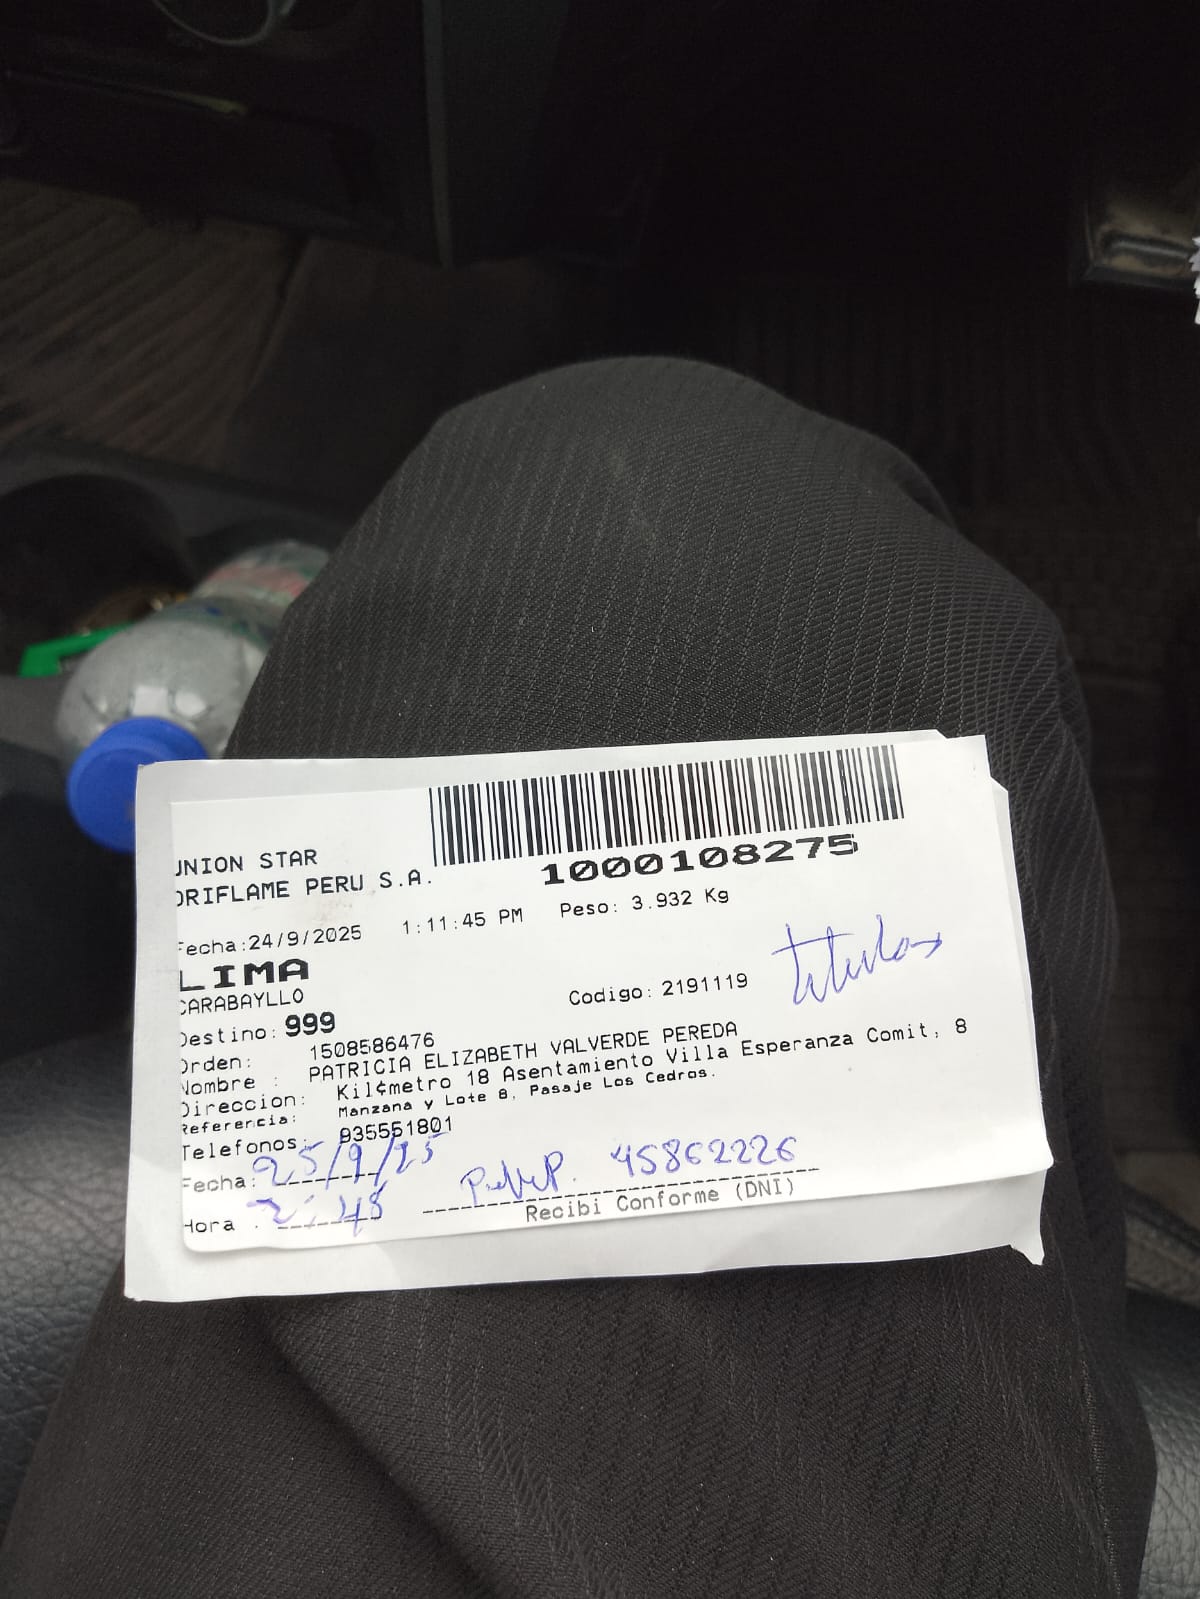 UNION STAR
ORIFLAME PERU S.A.
1000108275
Fecha:24/9/2025 1:11:45 PM Peso: 3.932 Kg
LIMA
CARABAYLLO
Codigo: 2191119 titular
Destino: 999
Orden: 1508586476
Nombre : PATRICIA ELIZABETH VALVERDE PEREDA
Direccion: Kil¢metro 18 Asentamiento Villa Esperanza Comit, 8
Referencia: Manzana y Lote 8, Pasaje Los Cedros.
Telefonos: 935551801
Fecha: 25/9/25 P.V.P. 45862226
Hora : 2:48
Recibi Conforme (DNI)